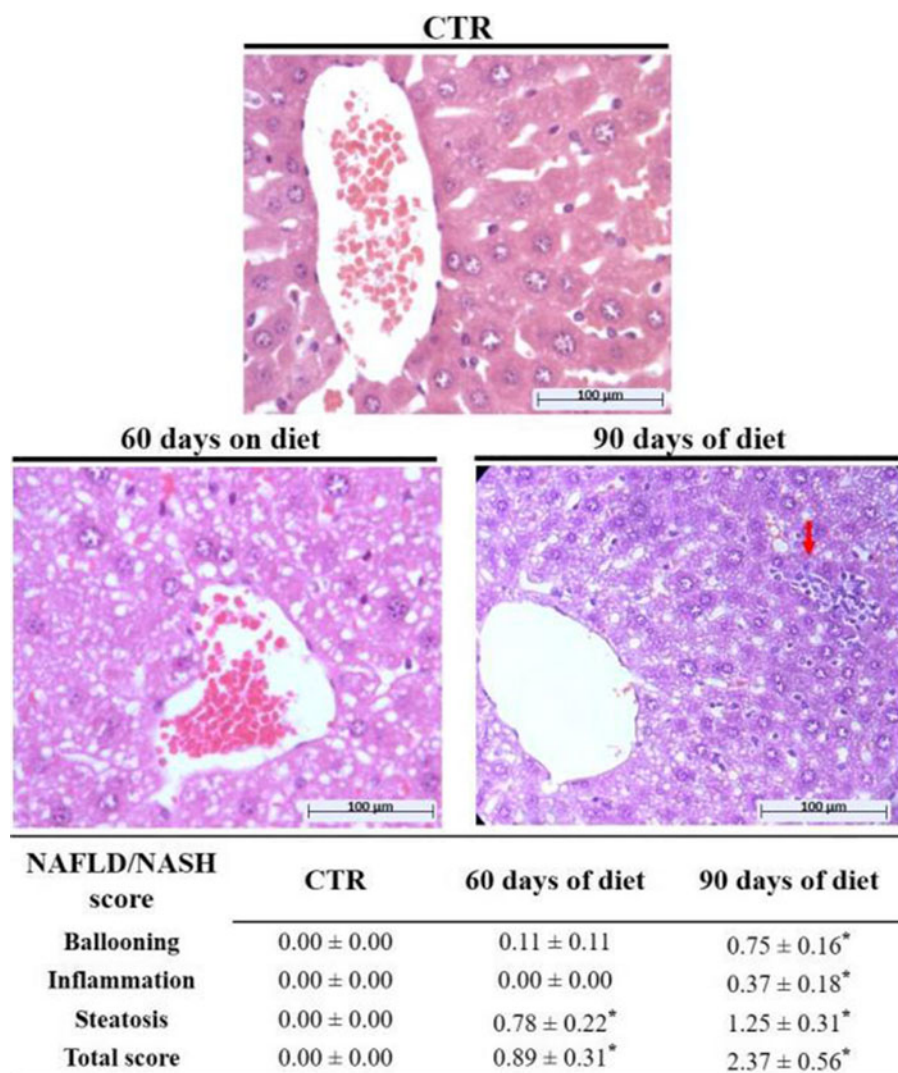 CTR
100 µm
60 days on diet
90 days of diet
100 µm
100 µm
NAFLD/NASH score CTR 60 days of diet 90 days of diet
Ballooning 0.00 ± 0.00 0.11 ± 0.11 0.75 ± 0.16*
Inflammation 0.00 ± 0.00 0.00 ± 0.00 0.37 ± 0.18*
Steatosis 0.00 ± 0.00 0.78 ± 0.22* 1.25 ± 0.31*
Total score 0.00 ± 0.00 0.89 ± 0.31* 2.37 ± 0.56*